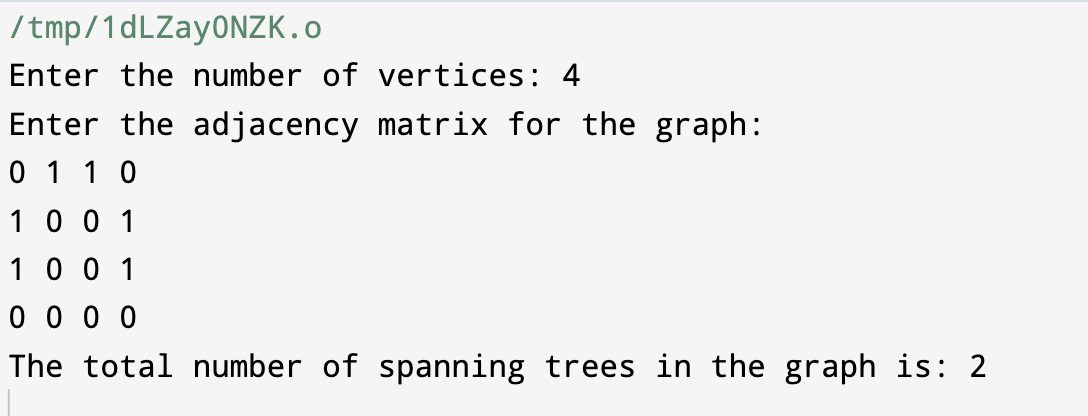 /tmp/1dLZay0NZK.o
Enter the number of vertices: 4
Enter the adjacency matrix for the graph:
0 1 1 0
1 0 0 1
1 0 0 1
0 0 0 0
The total number of spanning trees in the graph is: 2